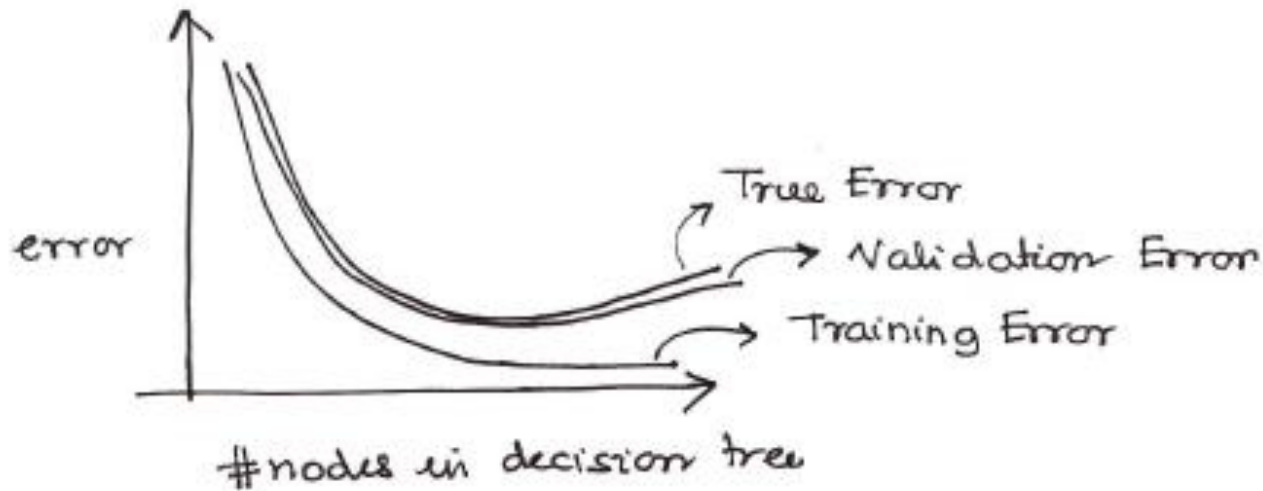 True Error
error
Validation Error
Training Error
#nodes in decision tree